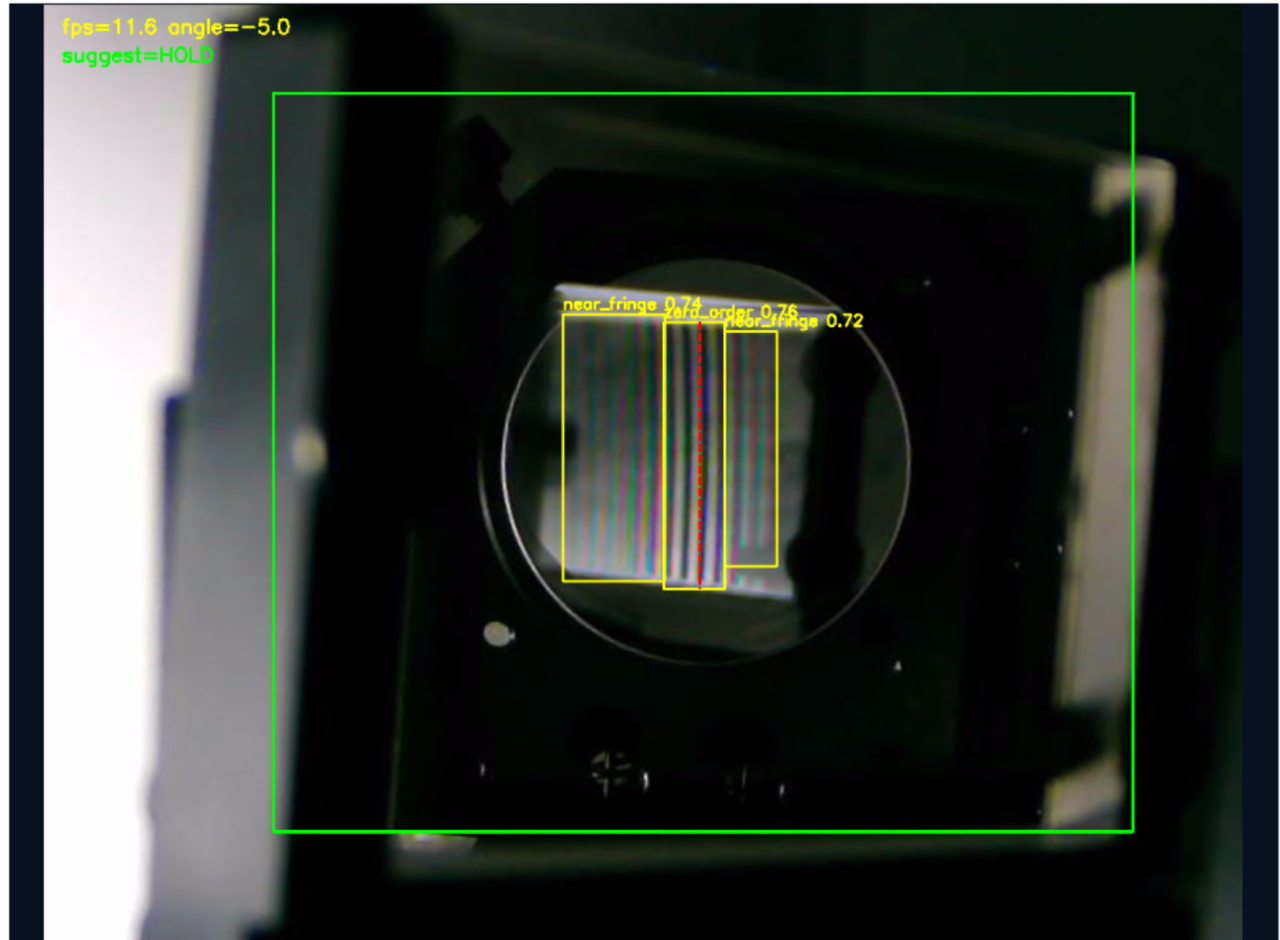 fps=11.6 angle=-5.0
suggest=HOLD
near_fringe 0.74
zero_order 0.76
near_fringe 0.72